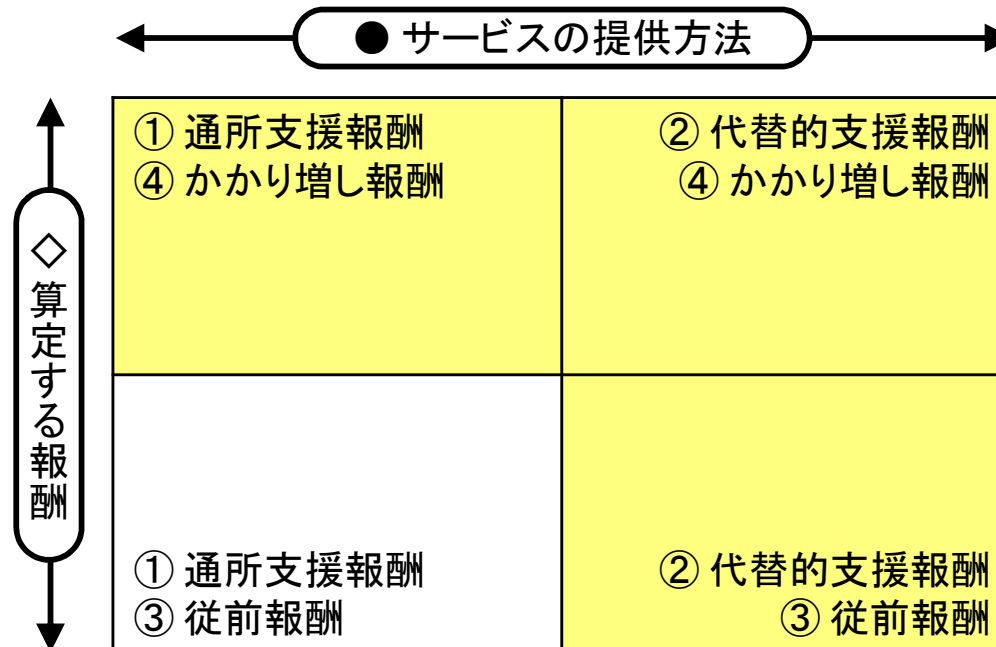 ● サービスの提供方法
◇算定する報酬
① 通所支援報酬
④ かかり増し報酬
② 代替的支援報酬
④ かかり増し報酬
① 通所支援報酬
③ 従前報酬
② 代替的支援報酬
③ 従前報酬